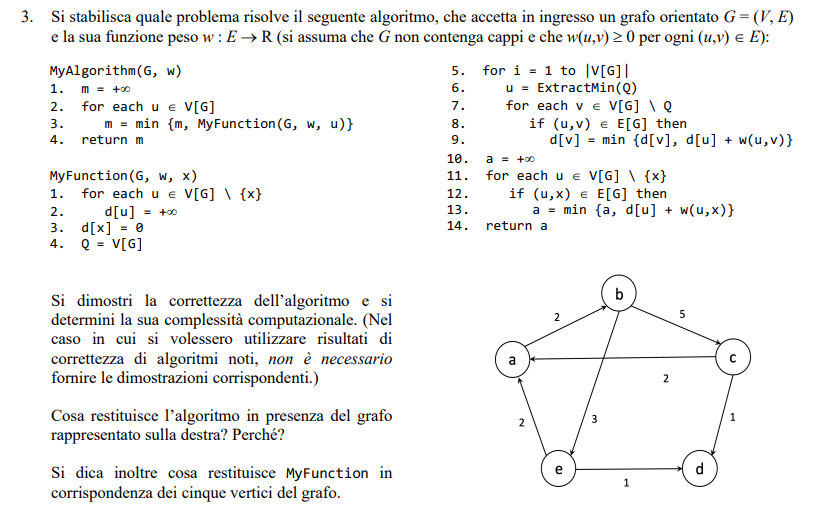 3. Si stabilisca quale problema risolve il seguente algoritmo, che accetta in ingresso un grafo orientato G = (V, E)
e la sua funzione peso w : E → R (si assuma che G non contenga cappi e che w(u,v) ≥ 0 per ogni (u,v) ∈ E):
MyAlgorithm(G, w)
1. m = +∞
2. for each u ∈ V[G]
3. m = min {m, MyFunction(G, w, u)}
4. return m
MyFunction(G, w, x)
1. for each u ∈ V[G] \ {x}
2. d[u] = +∞
3. d[x] = 0
4. Q = V[G]
5. for i = 1 to |V[G]|
6. u = ExtractMin(Q)
7. for each v ∈ V[G] \ Q
8. if (u,v) ∈ E[G] then
9. d[v] = min {d[v], d[u] + w(u,v)}
10. a = +∞
11. for each u ∈ V[G] \ {x}
12. if (u,x) ∈ E[G] then
13. a = min {a, d[u] + w(u,x)}
14. return a
Si dimostri la correttezza dell'algoritmo e si
determini la sua complessità computazionale. (Nel
caso in cui si volessero utilizzare risultati di
correttezza di algoritmi noti, non è necessario
fornire le dimostrazioni corrispondenti.)
Cosa restituisce l'algoritmo in presenza del grafo
rappresentato sulla destra? Perché?
Si dica inoltre cosa restituisce MyFunction in
corrispondenza dei cinque vertici del grafo.
b
2
5
a
c
2
2
3
1
e
d
1